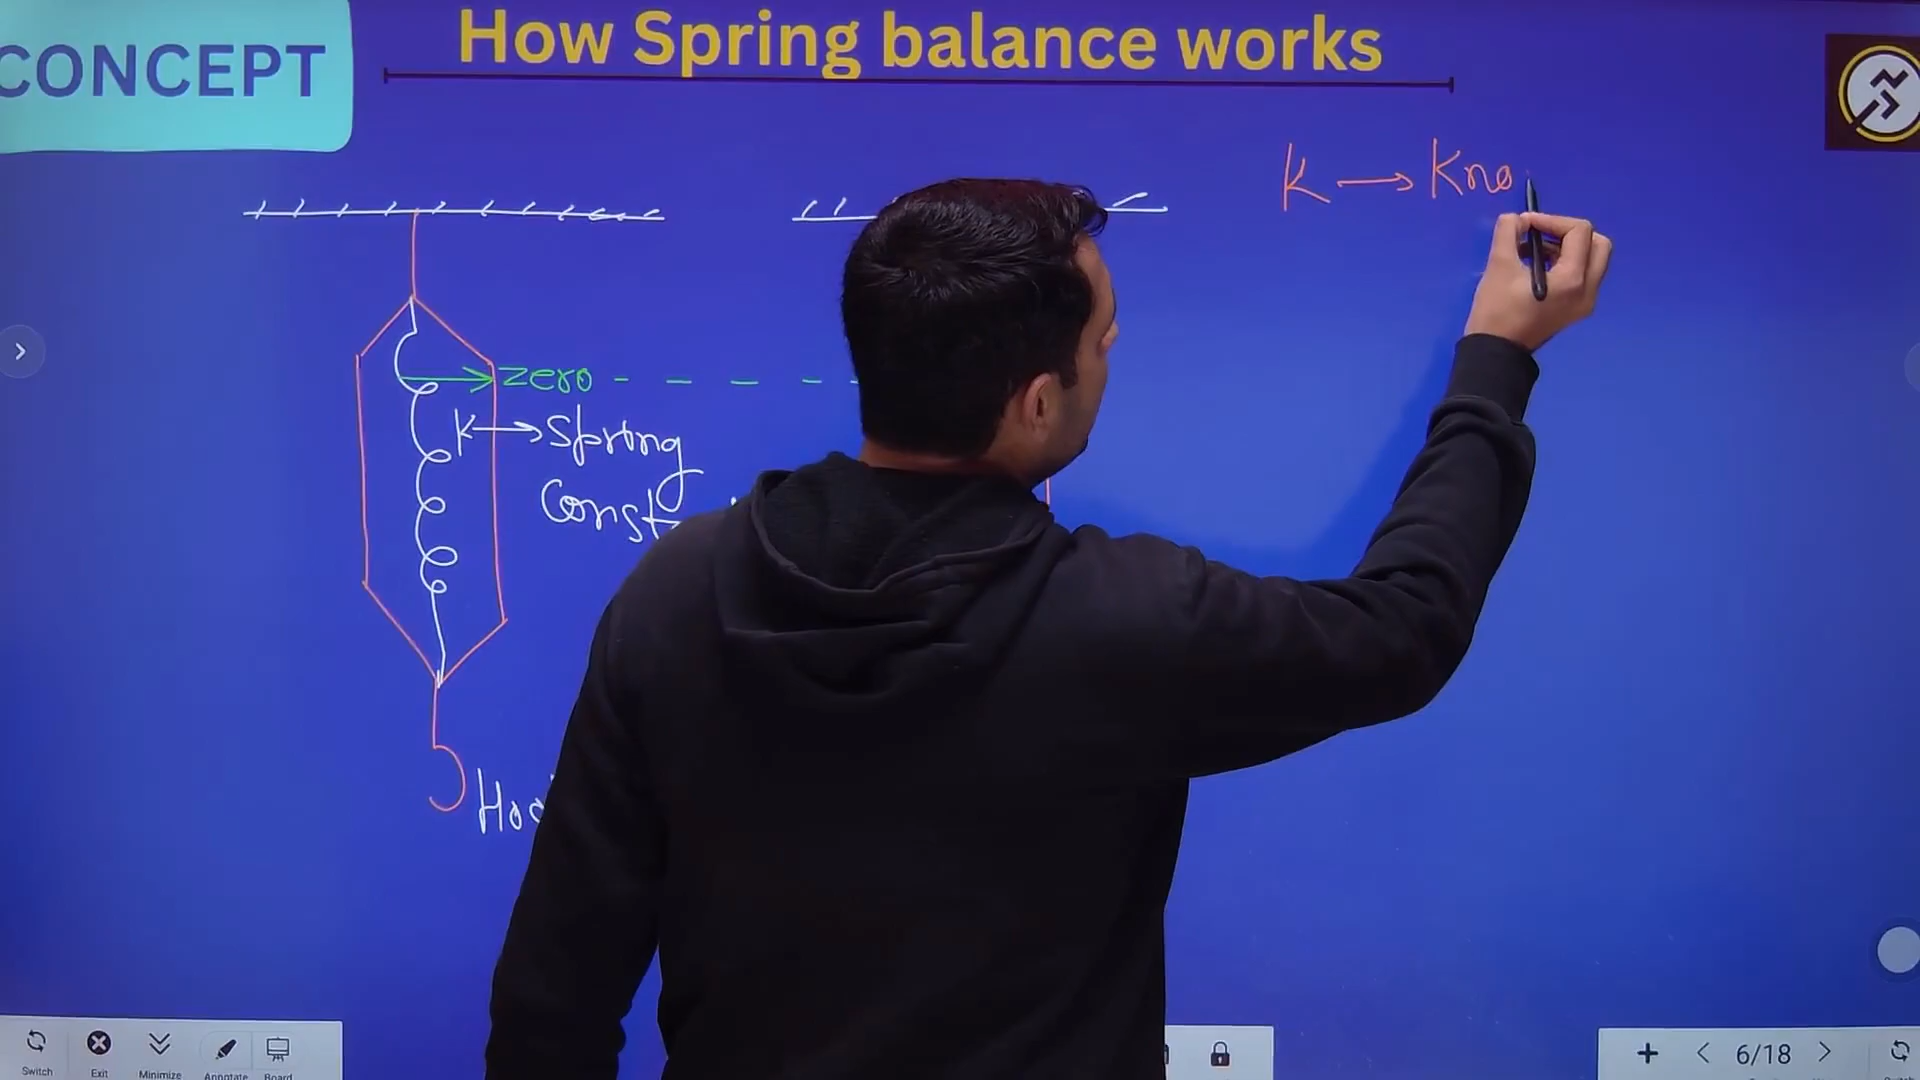 CONCEPT
How Spring balance works
K → Kno
zero
K → Spring
Const
Hoo
Switch
Exit
Minimize
Annotate
Board
6/18